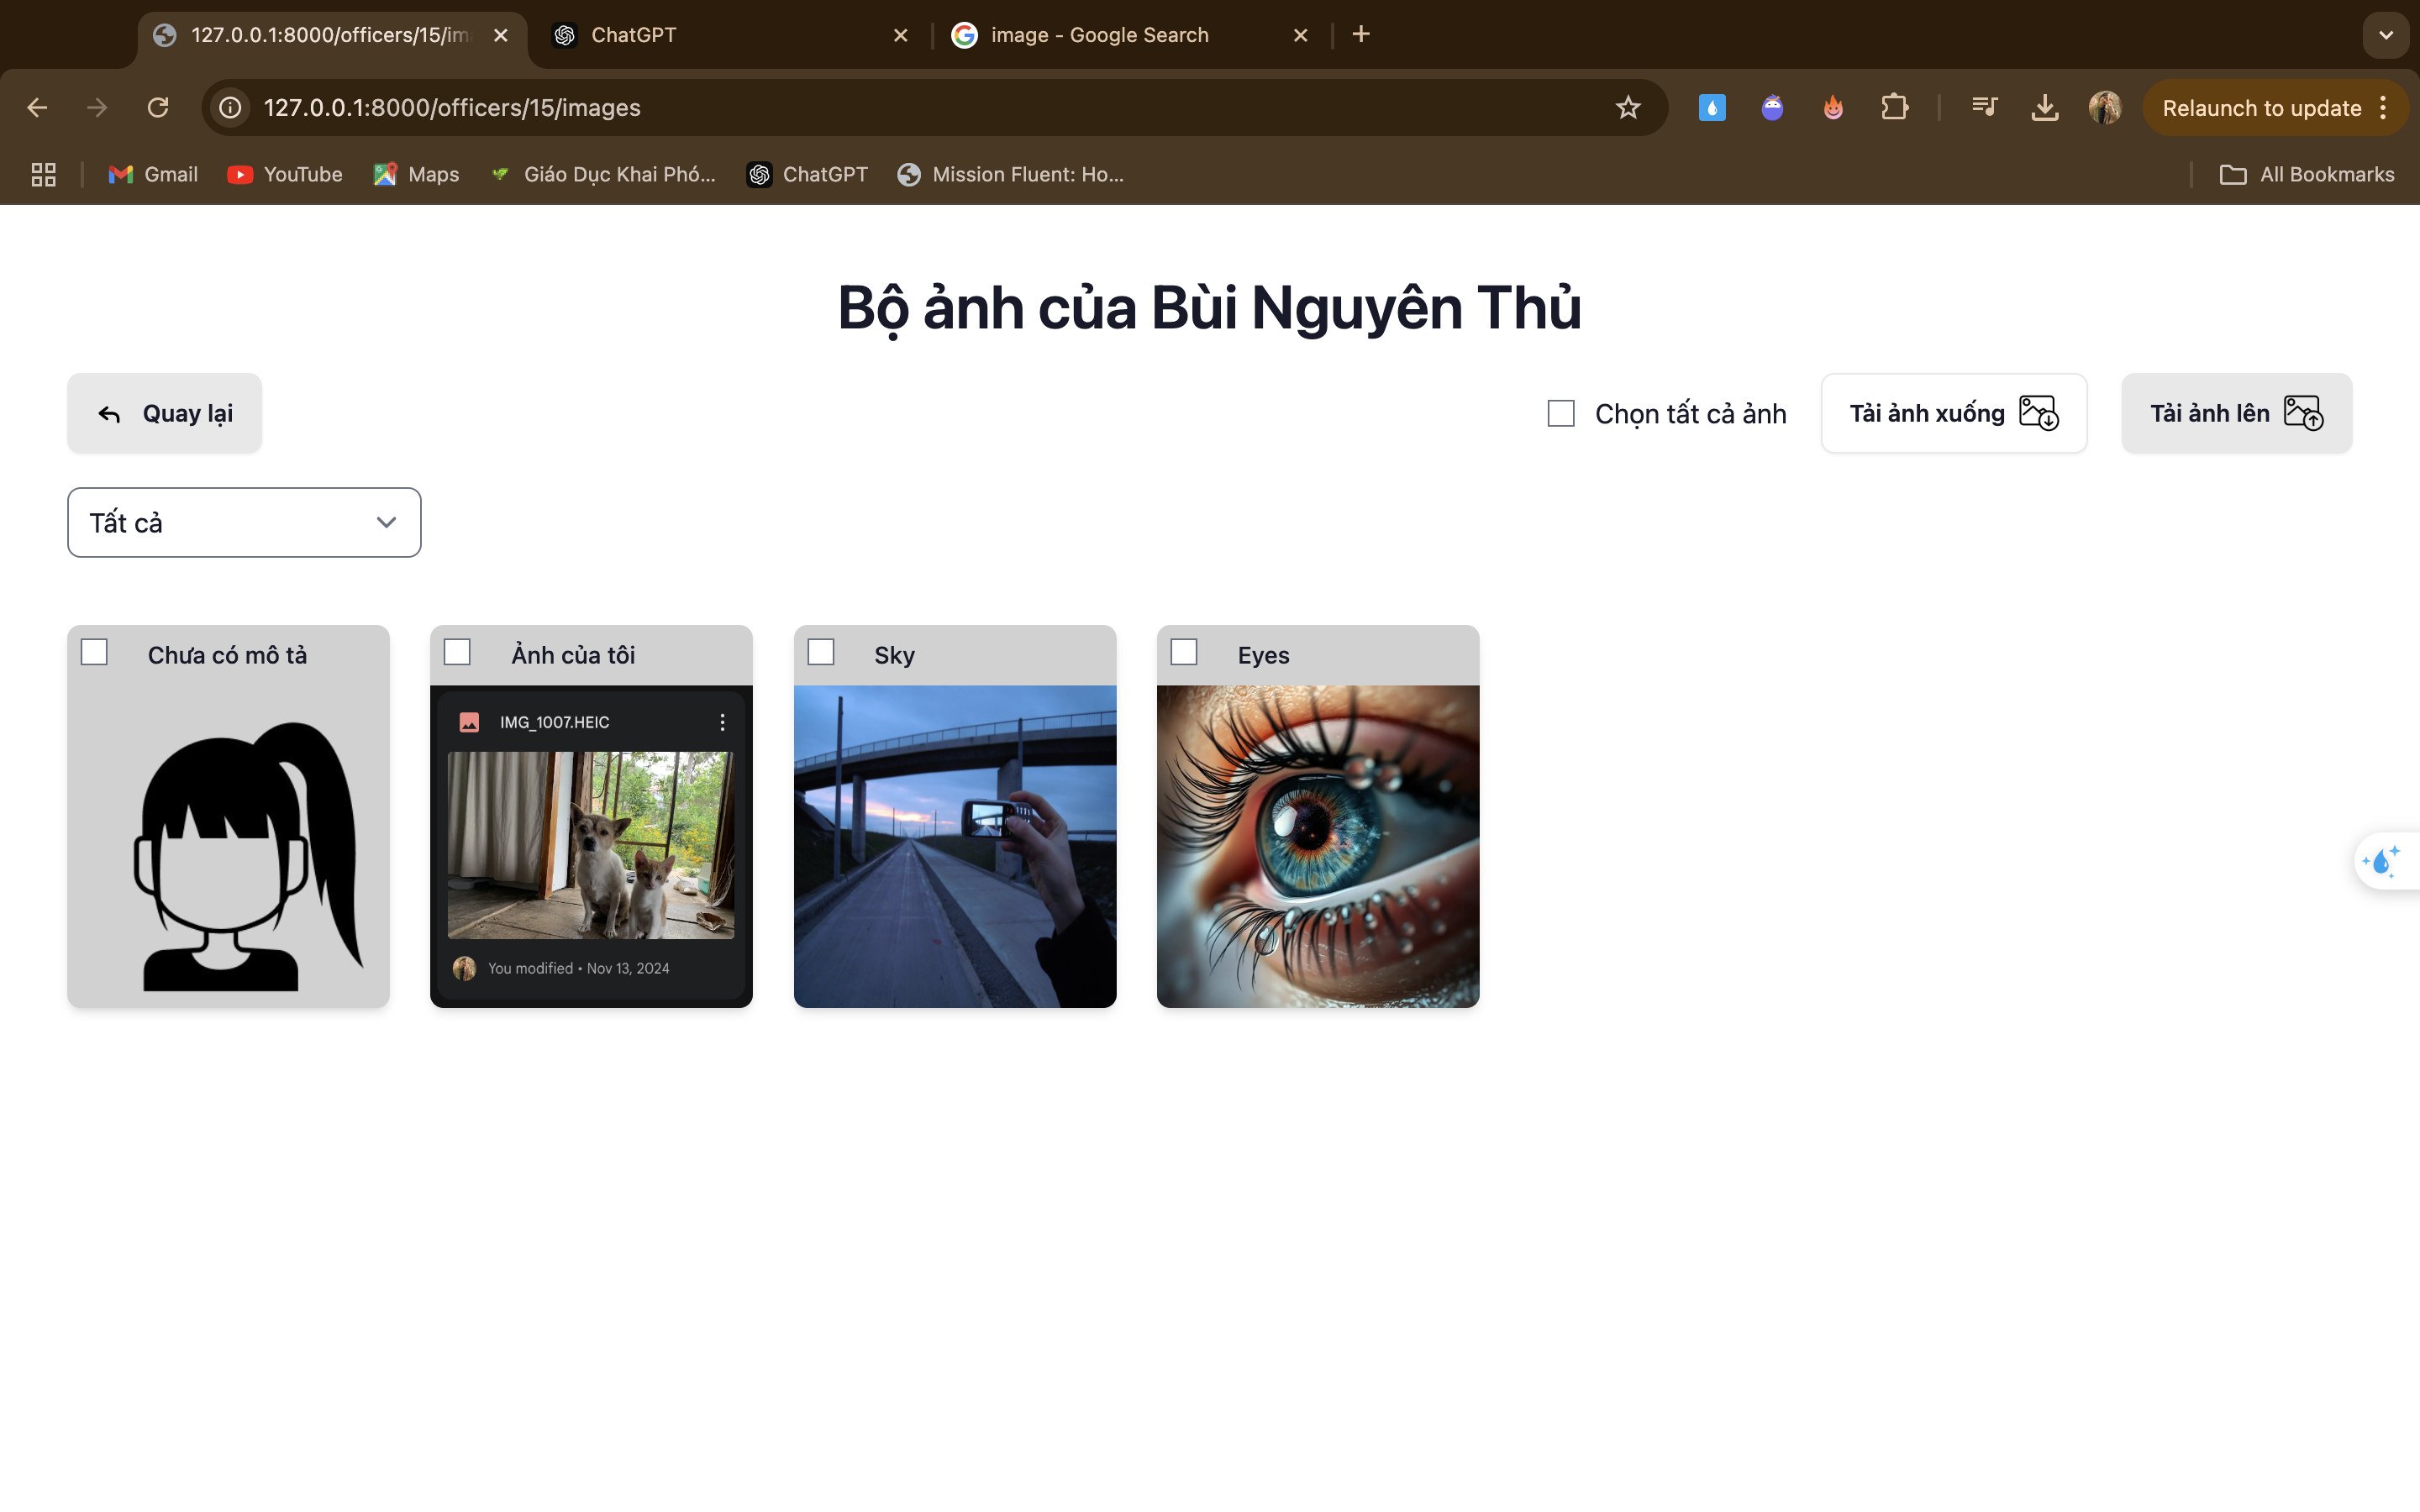 127.0.0.1:8000/officers/15/im
ChatGPT
image - Google Search
127.0.0.1:8000/officers/15/images
Relaunch to update
Gmail
YouTube
Maps
Giáo Dục Khai Phó...
ChatGPT
Mission Fluent: Ho...
All Bookmarks
Bộ ảnh của Bùi Nguyên Thủ
Quay lại
Chọn tất cả ảnh
Tải ảnh xuống
Tải ảnh lên
Tất cả
Chưa có mô tả
Ảnh của tôi
Sky
Eyes
IMG_1007.HEIC
You modified • Nov 13, 2024